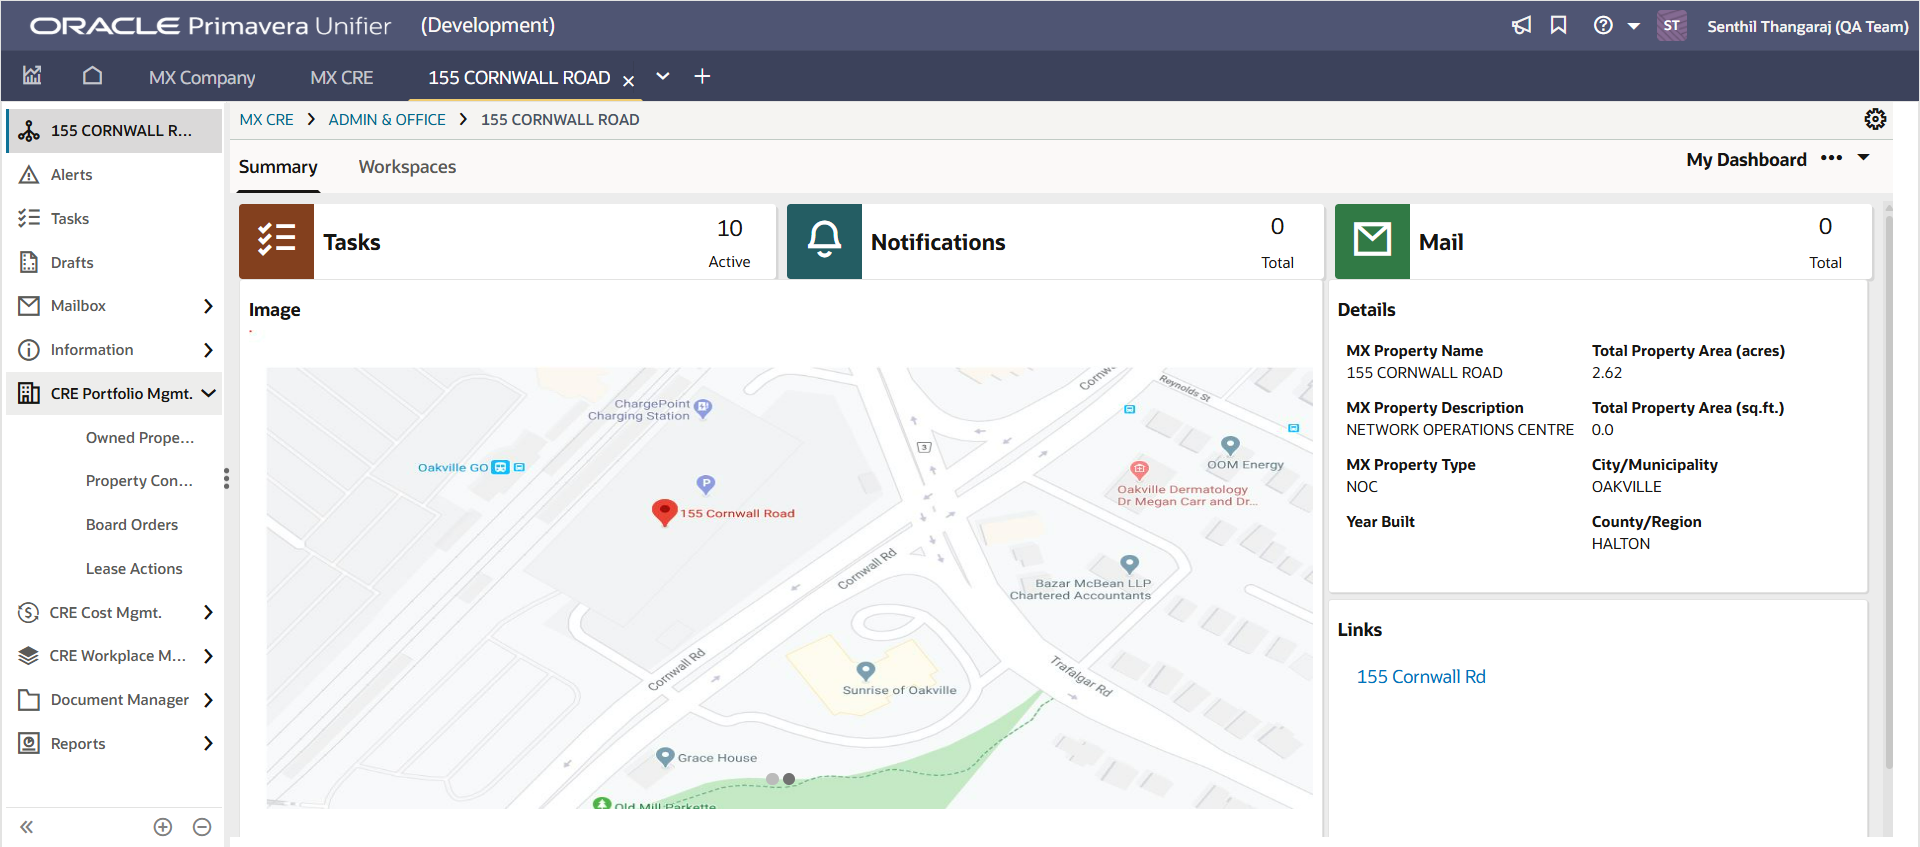 ORACLE Primavera Unifier (Development)
ST Senthil Thangaraj (QA Team)
MX Company MX CRE 155 CORNWALL ROAD
155 CORNWALL R...
Alerts
Tasks
Drafts
Mailbox
Information
CRE Portfolio Mgmt.
Owned Prope...
Property Con...
Board Orders
Lease Actions
CRE Cost Mgmt.
CRE Workplace M...
Document Manager
Reports
MX CRE > ADMIN & OFFICE > 155 CORNWALL ROAD
Summary Workspaces
My Dashboard
Tasks
10
Active
Notifications
0
Total
Mail
0
Total
Image
ChargePoint
Charging Station
Oakville GO
P
155 Cornwall Road
3
Cornw
Reynolds St
OOM Energy
Oakville Dermatology
Dr Megan Carr and Dr...
Cornwall Rd
Bazar McBean LLP
Chartered Accountants
Cornwall Rd
Trafalgar Rd
Sunrise of Oakville
Grace House
Old Mill Parkette
Details
MX Property Name
155 CORNWALL ROAD
MX Property Description
NETWORK OPERATIONS CENTRE
MX Property Type
NOC
Year Built
Total Property Area (acres)
2.62
Total Property Area (sq.ft.)
0.0
City/Municipality
OAKVILLE
County/Region
HALTON
Links
155 Cornwall Rd